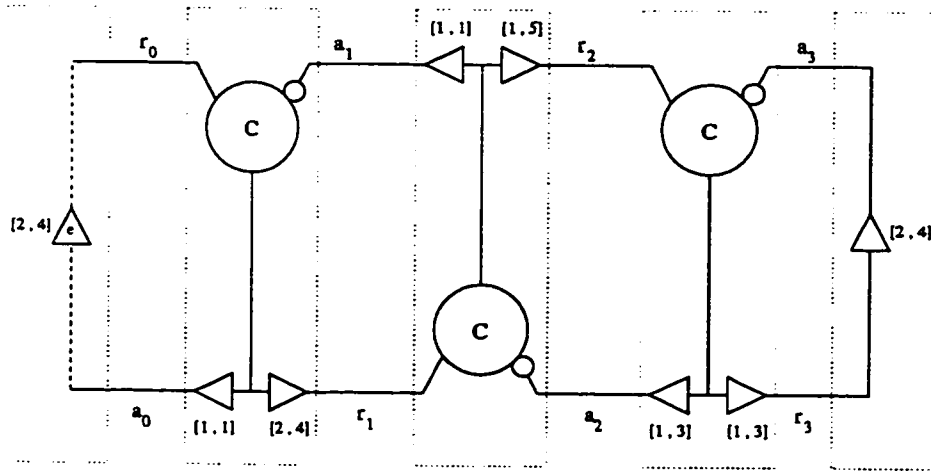 [1, 1] [1, 5]
r0 a1 r2 a3
C C
[2, 4] e [2, 4]
C
a0 [1, 1] [2, 4] r1 a2 [1, 3] [1, 3] r3